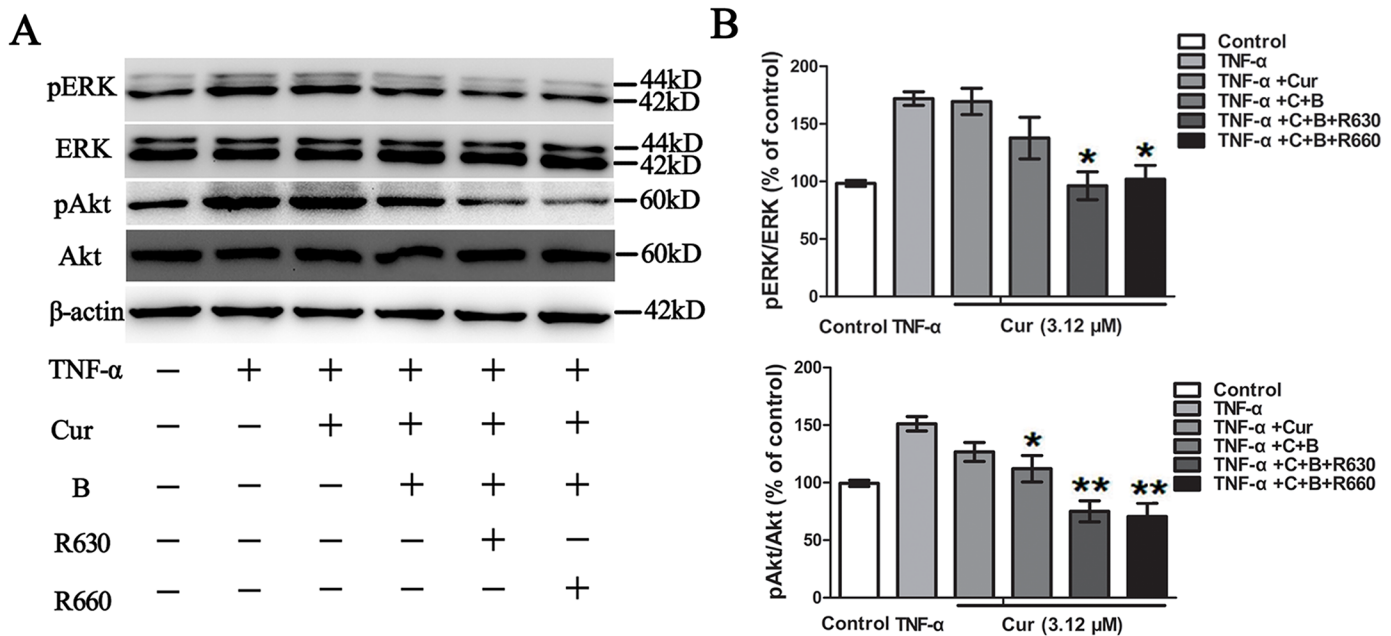 A
pERK
44kD
42kD
ERK
44kD
42kD
pAkt
60kD
Akt
60kD
β-actin
42kD
TNF-α − + + + + +
Cur − − + + + +
B − − − + + +
R630 − − − − + −
R660 − − − − − +
B
pERK/ERK (% of control)
200
150
100
50
0
* *
Control TNF-α Cur (3.12 μM)
Control
TNF-α
TNF-α +Cur
TNF-α +C+B
TNF-α +C+B+R630
TNF-α +C+B+R660
pAkt/Akt (% of control)
200
150
100
50
0
* ** **
Control TNF-α Cur (3.12 μM)
Control
TNF-α
TNF-α +Cur
TNF-α +C+B
TNF-α +C+B+R630
TNF-α +C+B+R660